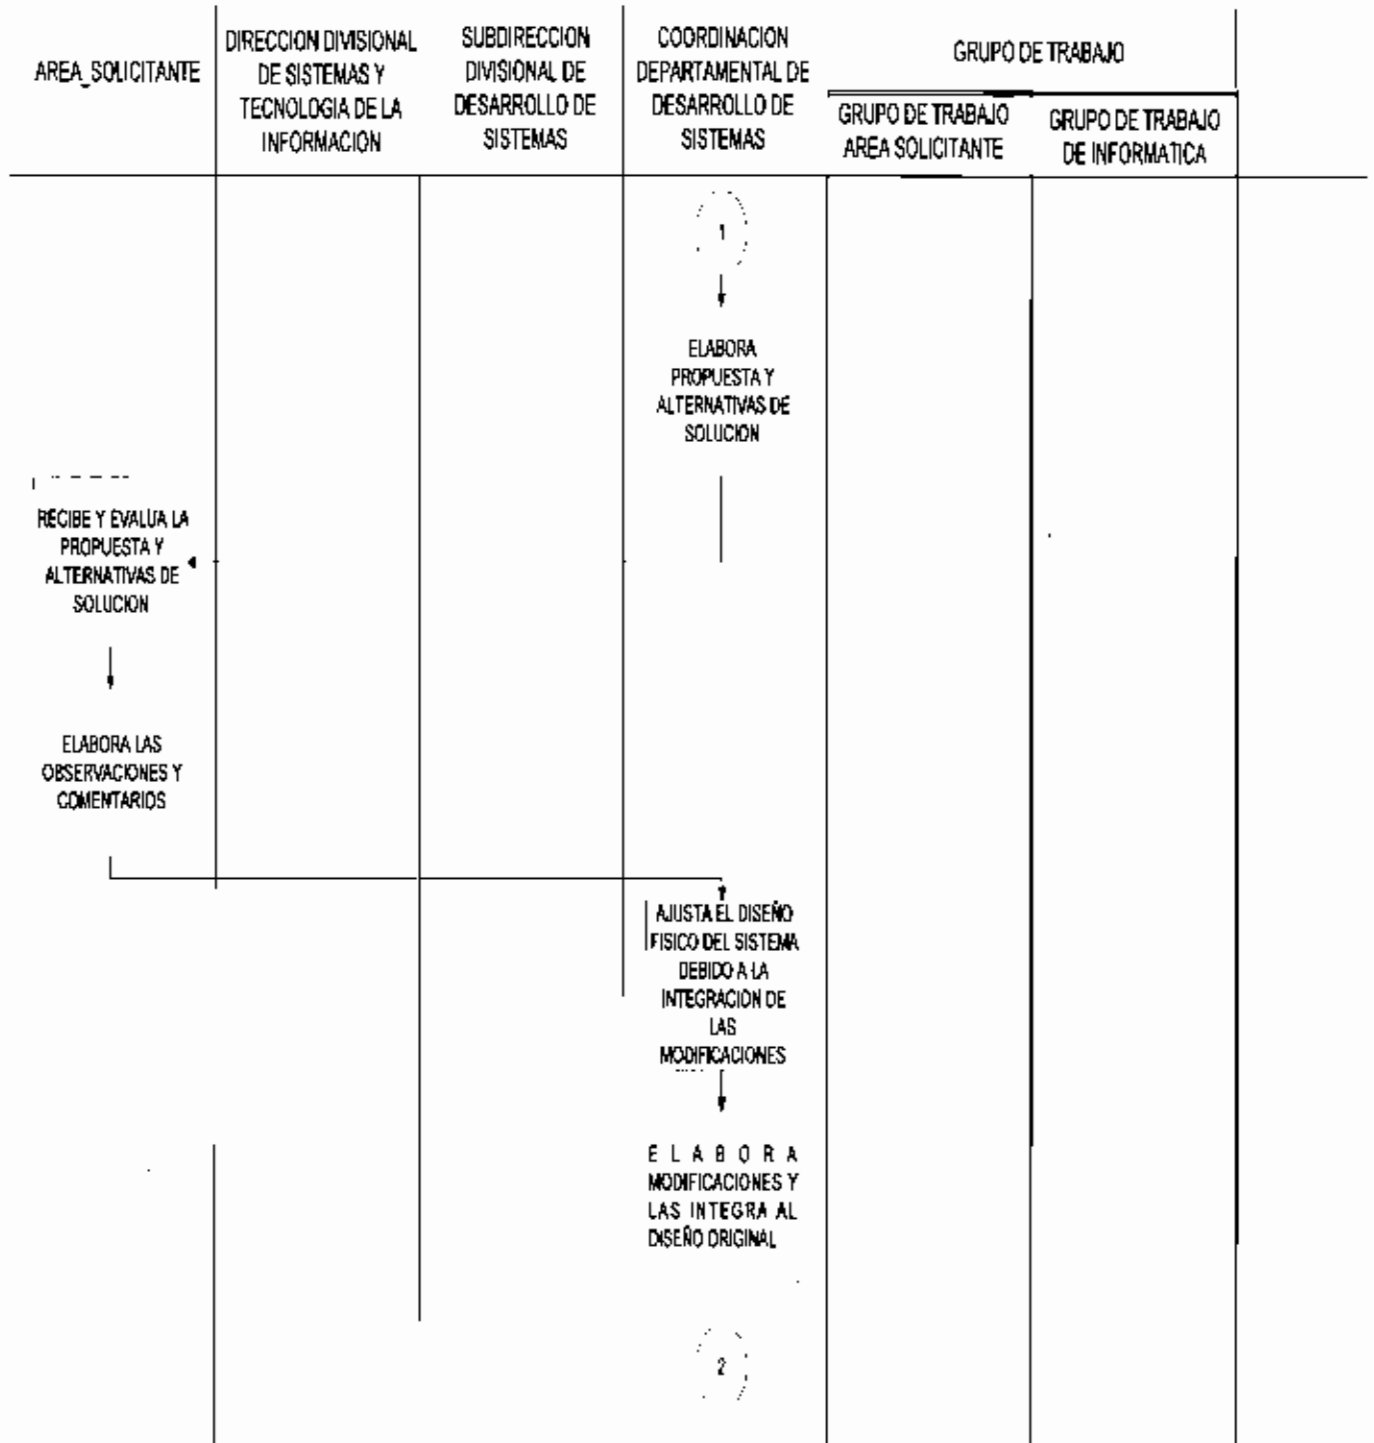 AREA_SOLICITANTE
DIRECCION DIVISIONAL
DE SISTEMAS Y
TECNOLOGIA DE LA
INFORMACION
SUBDIRECCION
DIVISIONAL DE
DESARROLLO DE
SISTEMAS
COORDINACION
DEPARTAMENTAL DE
DESARROLLO DE
SISTEMAS
GRUPO DE TRABAJO
GRUPO DE TRABAJO
AREA SOLICITANTE
GRUPO DE TRABAJO
DE INFORMATICA
1
ELABORA
PROPUESTA Y
ALTERNATIVAS DE
SOLUCION
RECIBE Y EVALUA LA
PROPUESTA Y
ALTERNATIVAS DE
SOLUCION
ELABORA LAS
OBSERVACIONES Y
COMENTARIOS
AJUSTA EL DISEÑO
FISICO DEL SISTEMA
DEBIDO A LA
INTEGRACION DE
LAS
MODIFICACIONES
E L A B O R A
MODIFICACIONES Y
LAS INTEGRA AL
DISEÑO ORIGINAL
2